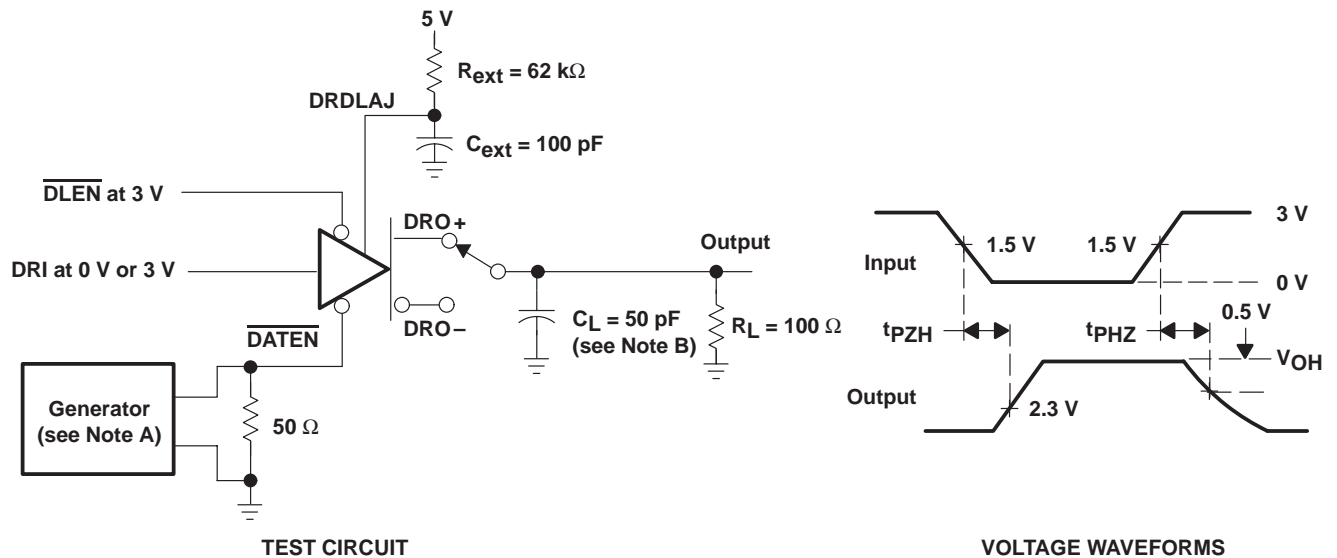 5 V
Rext = 62 kΩ
DRDLAJ
Cext = 100 pF
DLEN at 3 V
DRI at 0 V or 3 V
DRO+
DRO−
Output
DATEN
CL = 50 pF
(see Note B)
RL = 100 Ω
Generator
(see Note A)
50 Ω
TEST CIRCUIT
3 V
1.5 V
1.5 V
Input
0 V
tPZH
tPHZ
0.5 V
VOH
Output
2.3 V
VOLTAGE WAVEFORMS